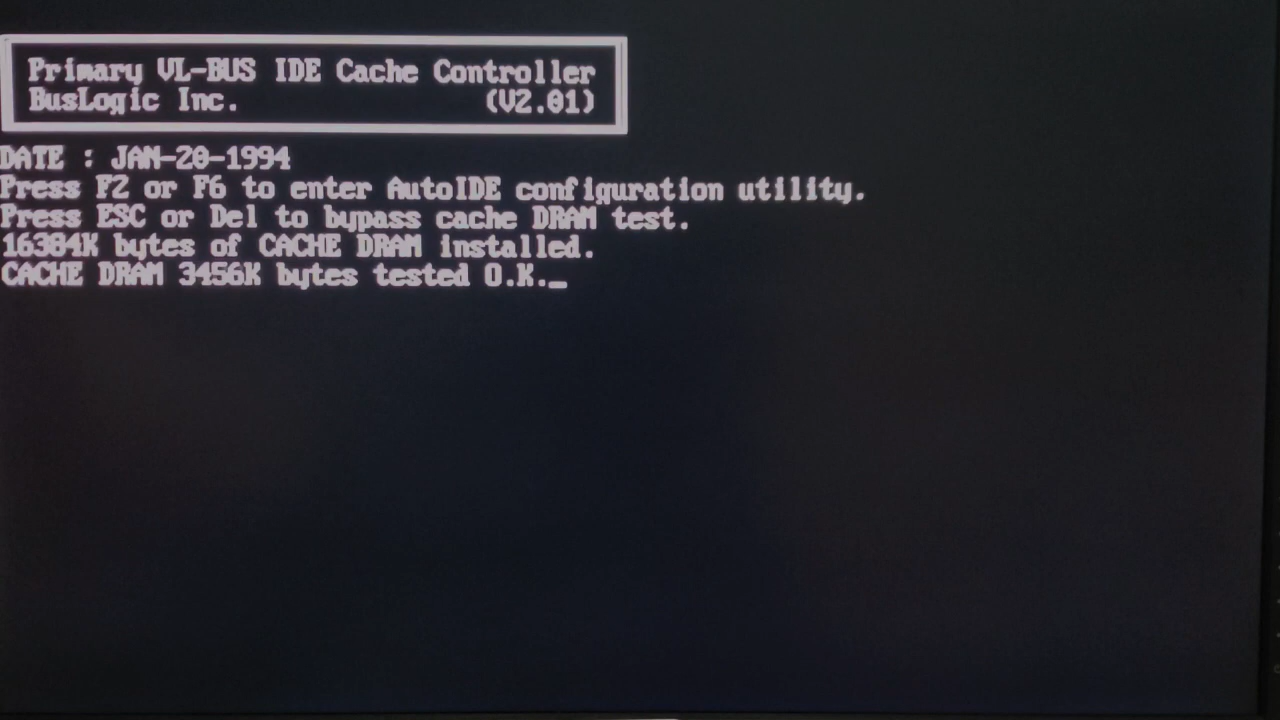 Primary VL-BUS IDE Cache Controller
BusLogic Inc. (V2.01)
DATE : JAN-20-1994
Press F2 or F6 to enter AutoIDE configuration utility.
Press ESC or Del to bypass cache DRAM test.
16384K bytes of CACHE DRAM installed.
CACHE DRAM 3456K bytes tested O.K._